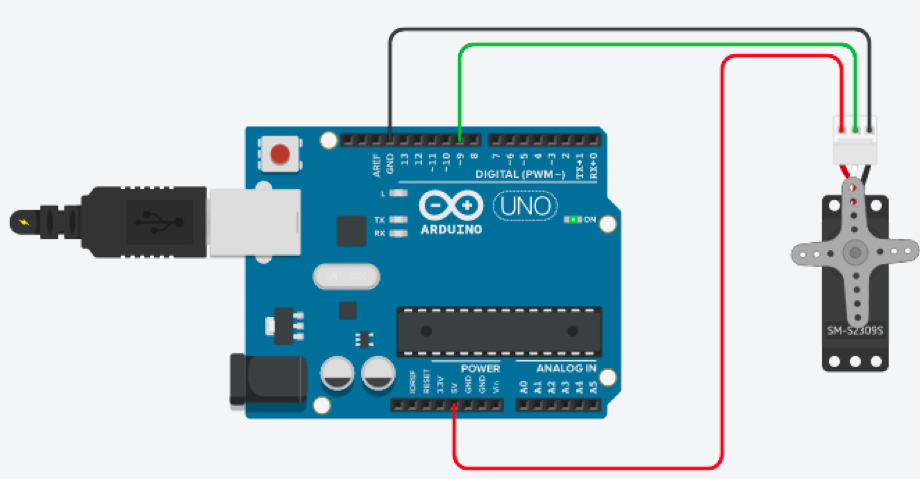 AREF
GND
13
12
~11
~10
~9
8
7
~6
~5
4
~3
2
TX→1
RX←0
DIGITAL (PWM~)
L
TX
RX
UNO
ARDUINO
ON
SM-S2309S
POWER
ANALOG IN
IOREF
RESET
3.3V
5V
GND
GND
Vin
A0
A1
A2
A3
A4
A5